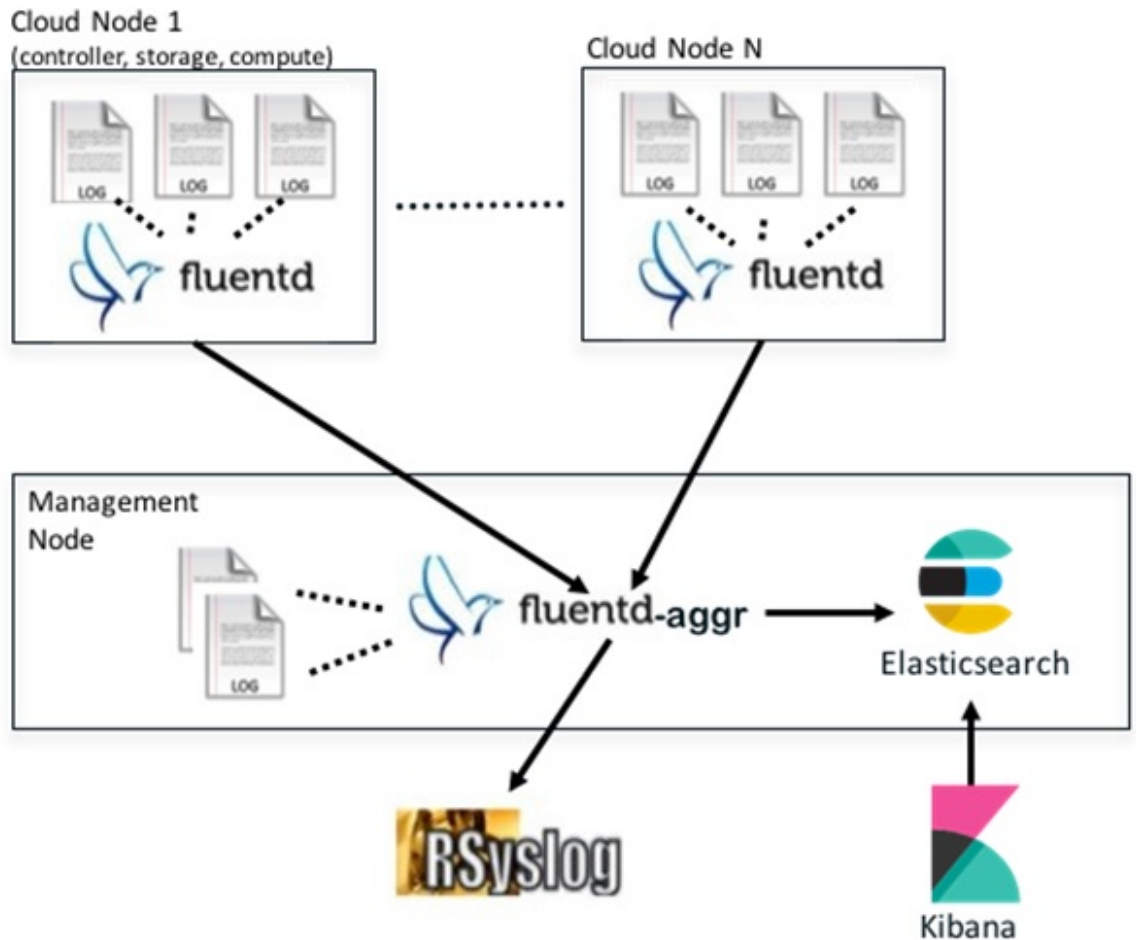 Cloud Node 1
(controller, storage, compute)
Cloud Node N
LOG
LOG
LOG
LOG
LOG
LOG
fluentd
fluentd
Management
Node
LOG
fluentd-aggr
Elasticsearch
RSyslog
Kibana